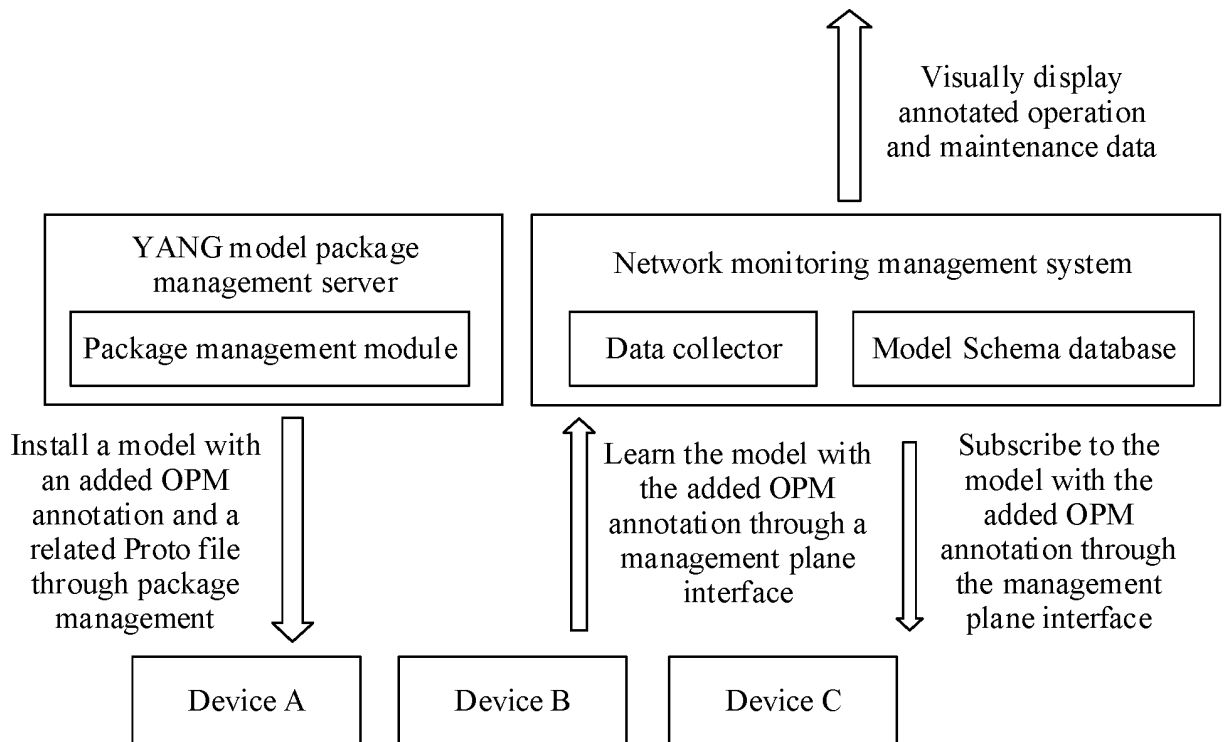 Visually display
annotated operation
and maintenance data
YANG model package
management server
Package management module
Network monitoring management system
Data collector
Model Schema database
Install a model with
an added OPM
annotation and a
related Proto file
through package
management
Learn the model with
the added OPM
annotation through a
management plane
interface
Subscribe to the
model with the
added OPM
annotation through
the management
plane interface
Device A
Device B
Device C